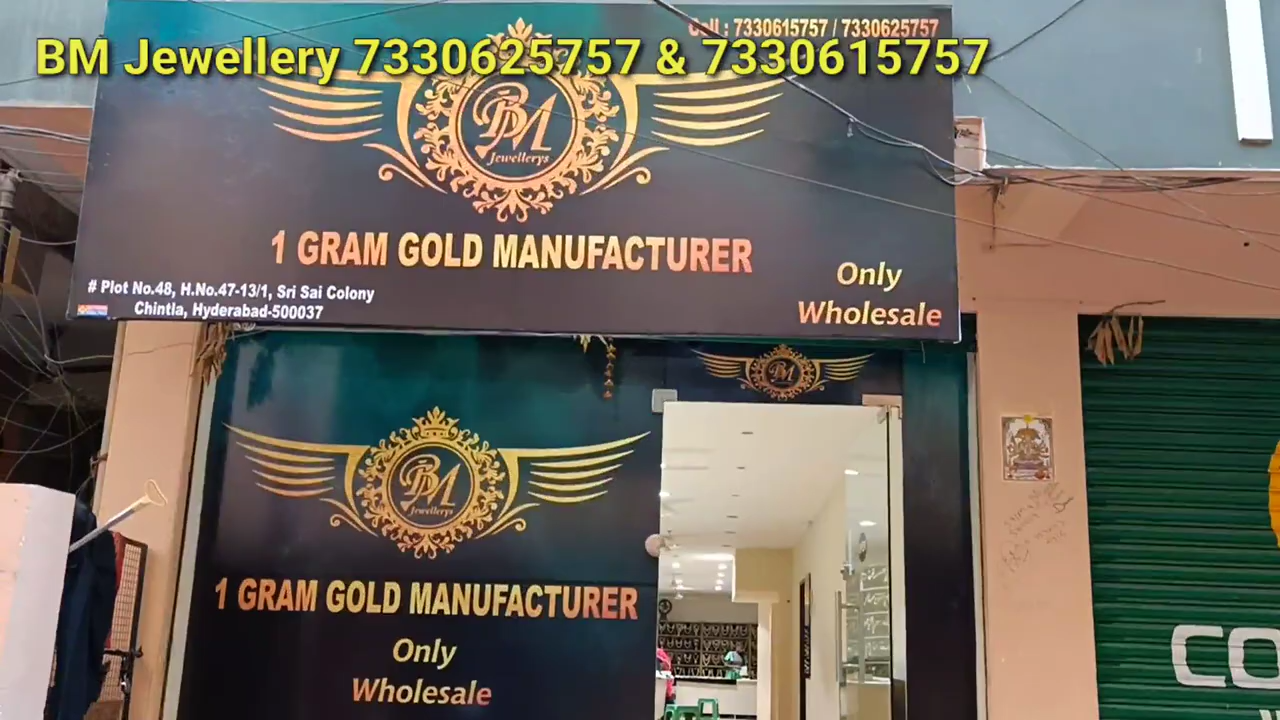 Call : 7330615757 / 7330625757
BM Jewellery 7330625757 & 7330615757
BM
Jewellerys
1 GRAM GOLD MANUFACTURER
Only
Wholesale
# Plot No.48, H.No.47-13/1, Sri Sai Colony
Chintla, Hyderabad-500037
BM
BM
Jewellerys
1 GRAM GOLD MANUFACTURER
Only
Wholesale
CO